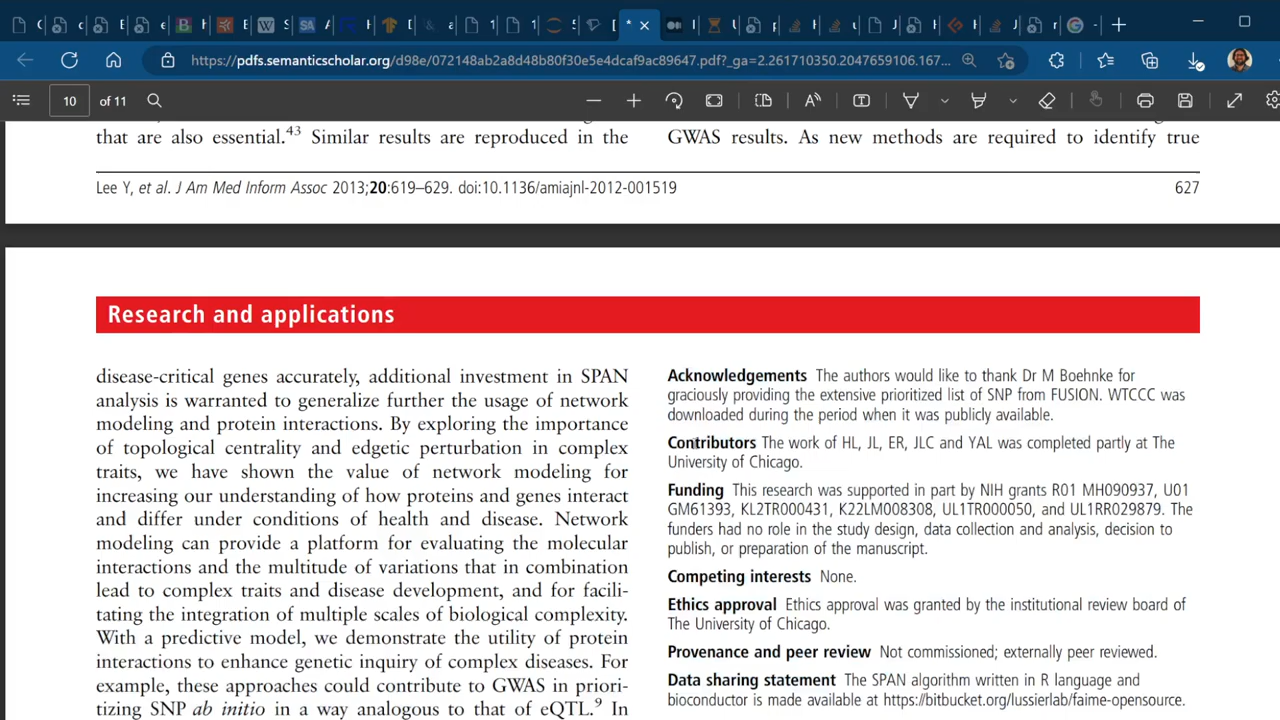 https://pdfs.semanticscholar.org/d98e/072148ab2a8d48b80f30e5e4dcaf9ac89647.pdf?_ga=2.261710350.2047659106.167...
10 of 11
that are also essential.43 Similar results are reproduced in the
GWAS results. As new methods are required to identify true
Lee Y, et al. J Am Med Inform Assoc 2013;20:619–629. doi:10.1136/amiajnl-2012-001519
627
Research and applications
disease-critical genes accurately, additional investment in SPAN
analysis is warranted to generalize further the usage of network
modeling and protein interactions. By exploring the importance
of topological centrality and edgetic perturbation in complex
traits, we have shown the value of network modeling for
increasing our understanding of how proteins and genes interact
and differ under conditions of health and disease. Network
modeling can provide a platform for evaluating the molecular
interactions and the multitude of variations that in combination
lead to complex traits and disease development, and for facili-
tating the integration of multiple scales of biological complexity.
With a predictive model, we demonstrate the utility of protein
interactions to enhance genetic inquiry of complex diseases. For
example, these approaches could contribute to GWAS in priori-
tizing SNP ab initio in a way analogous to that of eQTL.9 In
Acknowledgements The authors would like to thank Dr M Boehnke for
graciously providing the extensive prioritized list of SNP from FUSION. WTCCC was
downloaded during the period when it was publicly available.
Contributors The work of HL, JL, ER, JLC and YAL was completed partly at The
University of Chicago.
Funding This research was supported in part by NIH grants R01 MH090937, U01
GM61393, KL2TR000431, K22LM008308, UL1TR000050, and UL1RR029879. The
funders had no role in the study design, data collection and analysis, decision to
publish, or preparation of the manuscript.
Competing interests None.
Ethics approval Ethics approval was granted by the institutional review board of
The University of Chicago.
Provenance and peer review Not commissioned; externally peer reviewed.
Data sharing statement The SPAN algorithm written in R language and
bioconductor is made available at https://bitbucket.org/lussierlab/faime-opensource.